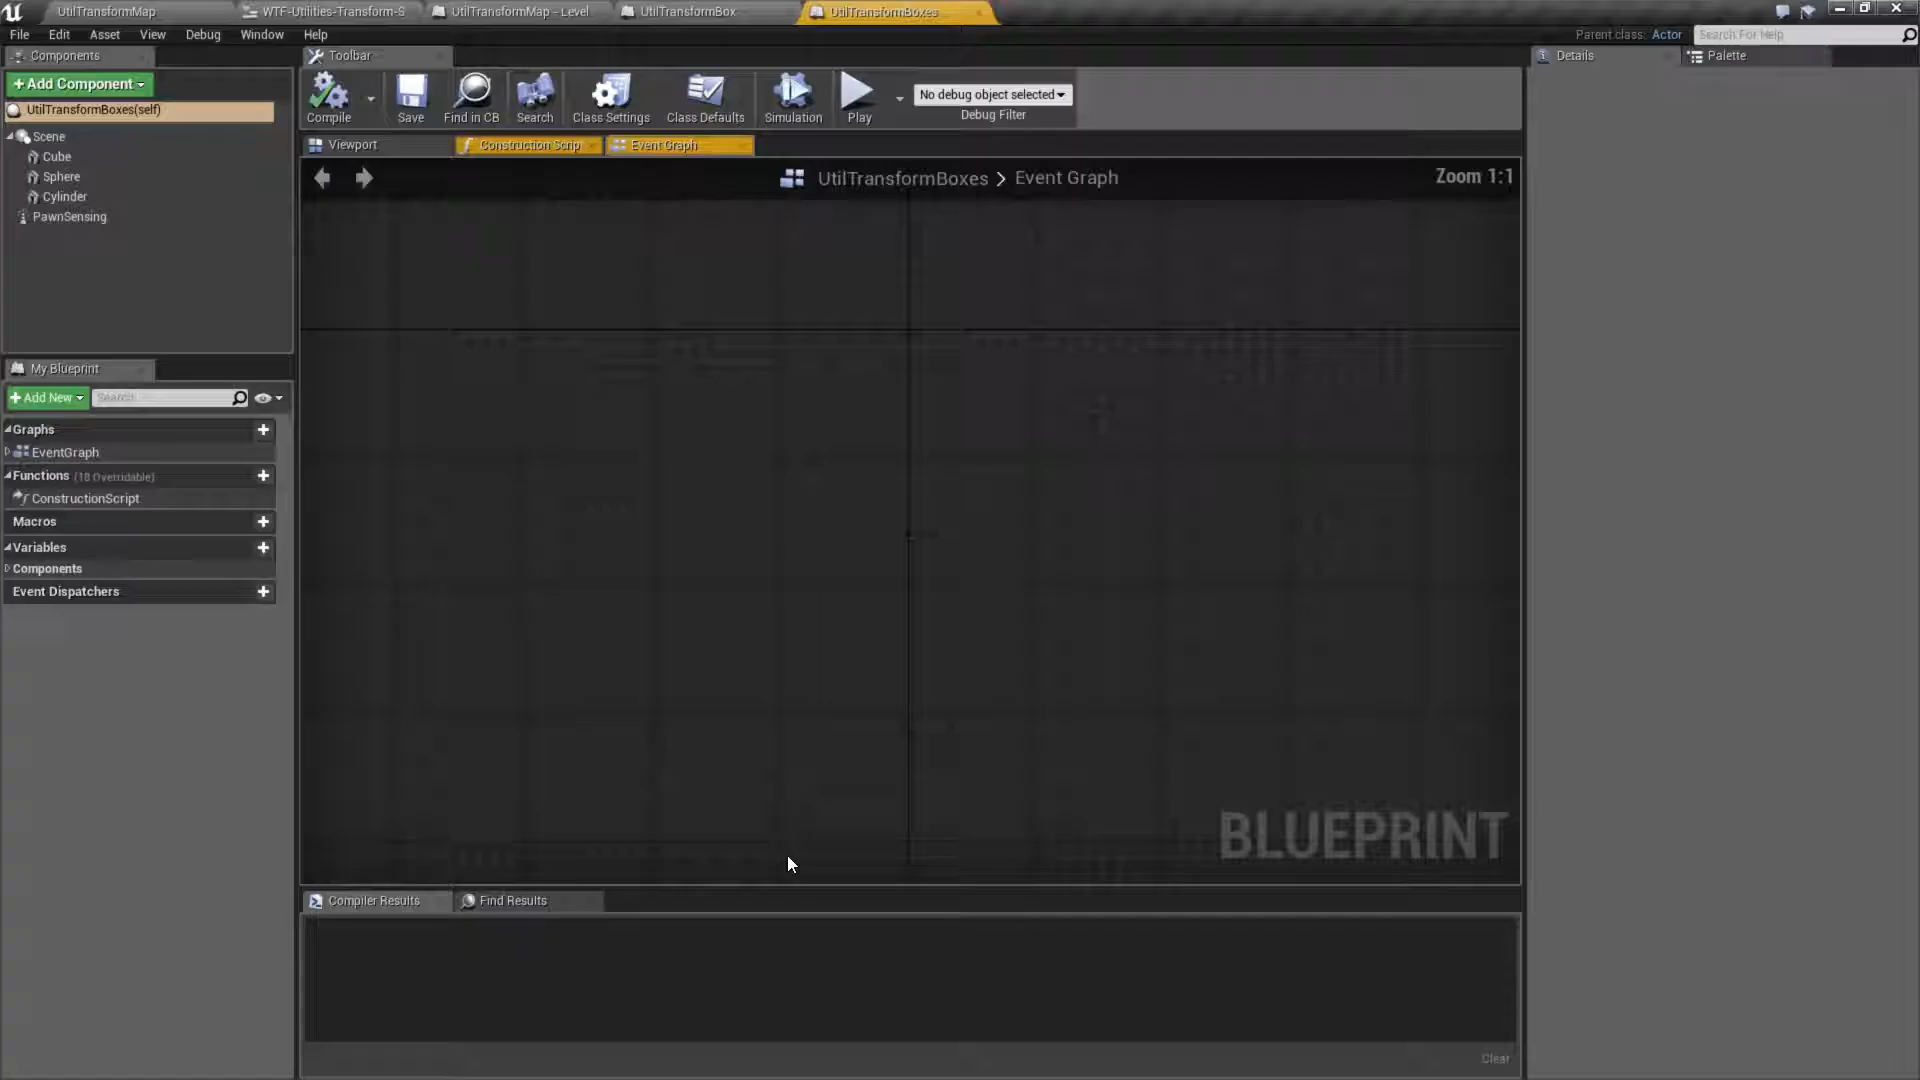 UtilTransformMap
WTF-Utilities-Transform-S
UtilTransformMap - Level
UtilTransformBox
UtilTransformBoxes
File Edit Asset View Debug Window Help
Parent class: Actor
Search For Help
Components
Toolbar
Details
Palette
+ Add Component
UtilTransformBoxes(self)
Scene
Cube
Sphere
Cylinder
PawnSensing
Compile
Save
Find in CB
Search
Class Settings
Class Defaults
Simulation
Play
No debug object selected
Debug Filter
Viewport
Construction Scrip
Event Graph
UtilTransformBoxes > Event Graph
Zoom 1:1
My Blueprint
+ Add New
Search
Graphs
EventGraph
Functions (18 Overridable)
ConstructionScript
Macros
Variables
Components
Event Dispatchers
BLUEPRINT
Compiler Results
Find Results
Clear